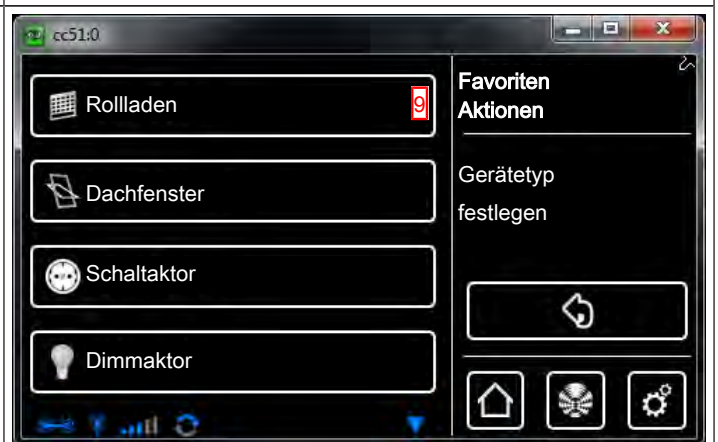 cc51:0
Rollladen
9
Dachfenster
Schaltaktor
Dimmaktor
Favoriten
Aktionen
Gerätetyp
festlegen